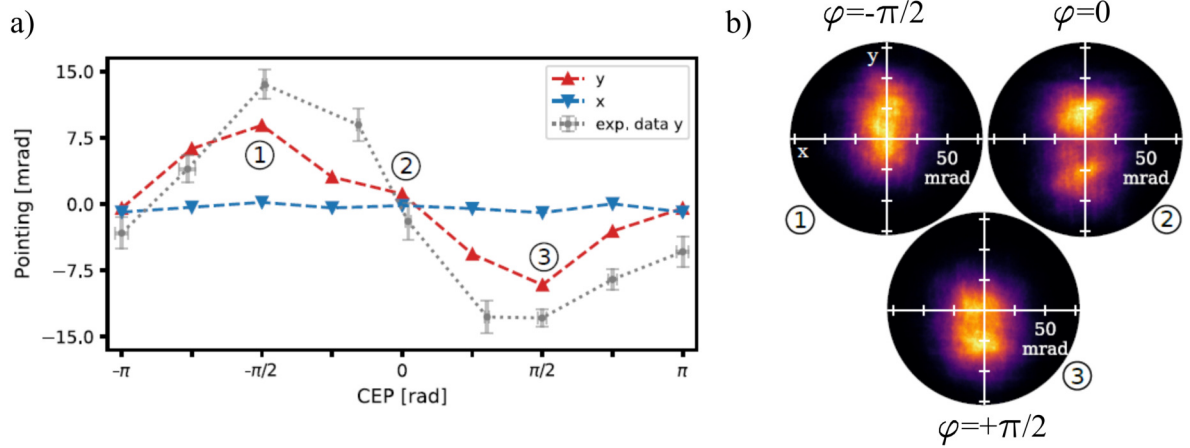 a)
Pointing [mrad]
15.0
7.5
0.0
−7.5
−15.0
y
x
exp. data y
1
2
3
-π
-π/2
0
π/2
π
CEP [rad]
b)
φ=-π/2
φ=0
y
x
50
mrad
1
50
mrad
2
50
mrad
3
φ=+π/2